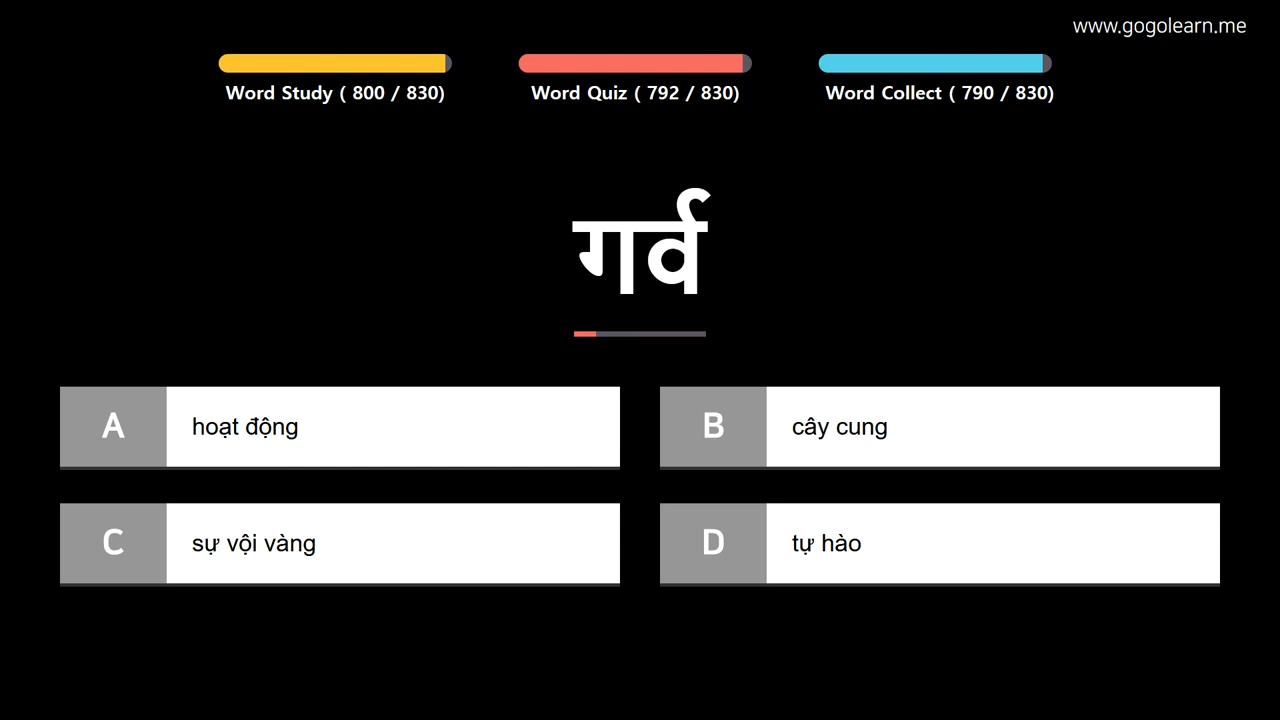 www.gogolearn.me
Word Study ( 800 / 830)
Word Quiz ( 792 / 830)
Word Collect ( 790 / 830)
गर्व
A hoạt động
B cây cung
C sự vội vàng
D tự hào